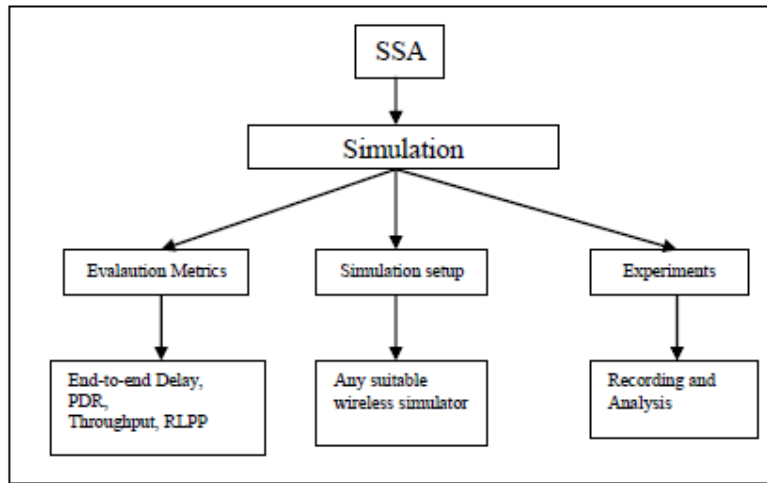 SSA
Simulation
Evalaution Metrics
Simulation setup
Experiments
End-to-end Delay,
PDR,
Throughput, RLPP
Any suitable
wireless simulator
Recording and
Analysis